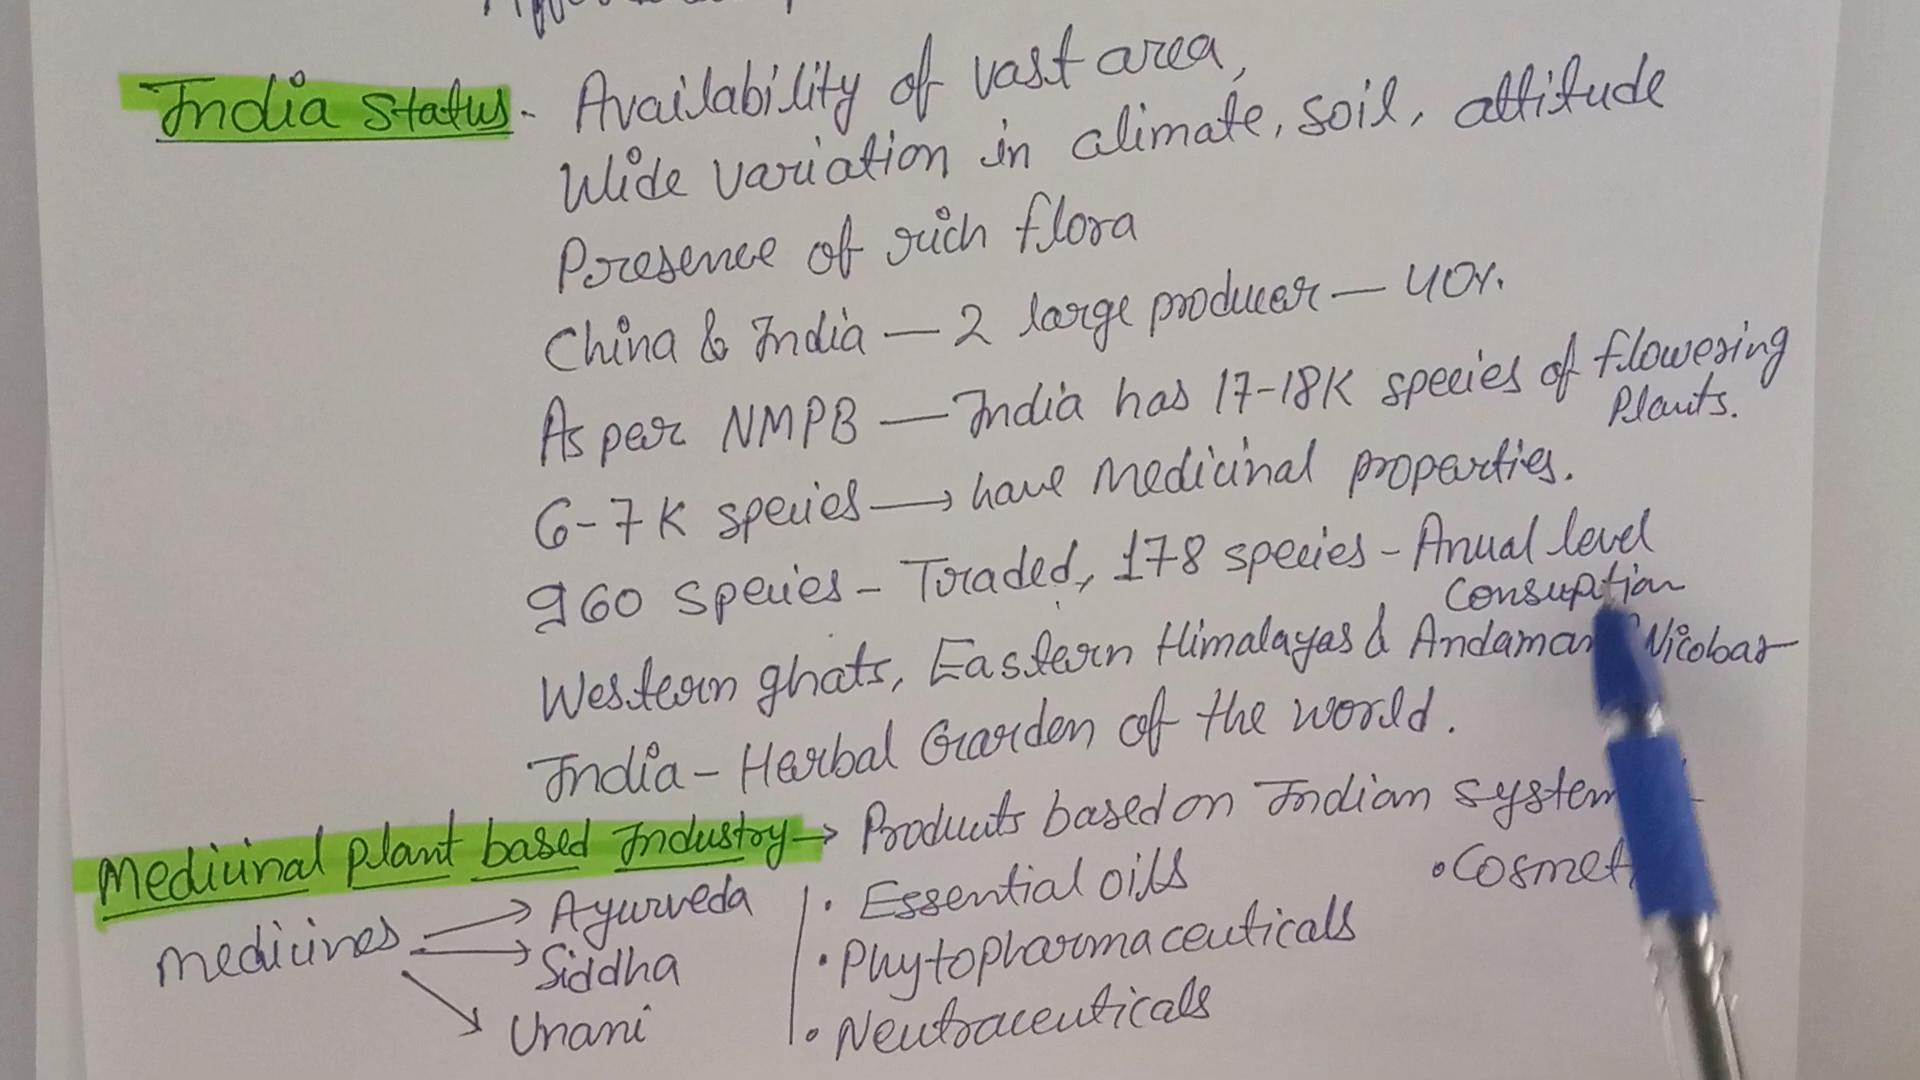 India Status - Availability of vast area,
Wide variation in climate, soil, altitude
Presence of rich flora
China & India — 2 large producer — 40%.
As per NMPB — India has 17-18K species of flowering
Plants.
6-7K species → have medicinal properties.
960 species - Traded, 178 species - Anual level
Consuption
Western ghats, Eastern Himalayas & Andaman Nicobar
India - Herbal Garden of the world.
Medicinal plant based Industry → Products based on Indian system
medicines → Ayurveda
→ Siddha
→ Unani
• Essential oils
• Phytopharmaceuticals
• Neutraceuticals